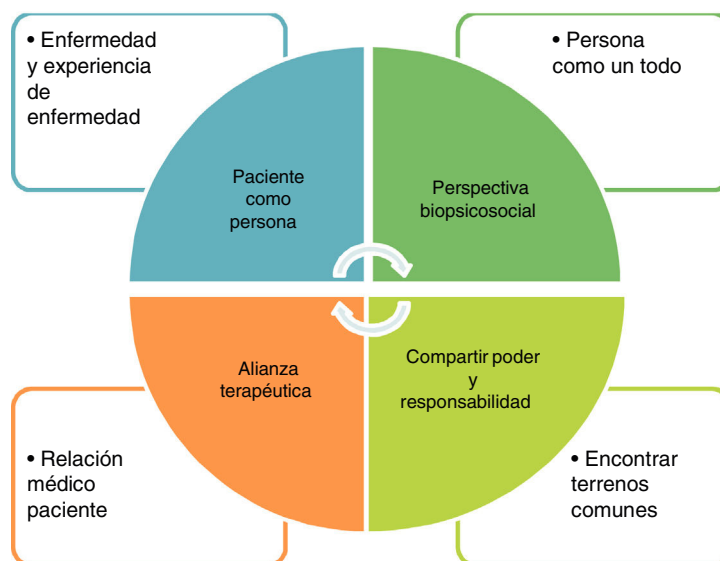 • Enfermedad
y experiencia
de
enfermedad
• Persona
como un todo
Paciente
como
persona
Perspectiva
biopsicosocial
Alianza
terapéutica
Compartir poder
y
responsabilidad
• Relación
médico
paciente
• Encontrar
terrenos
comunes